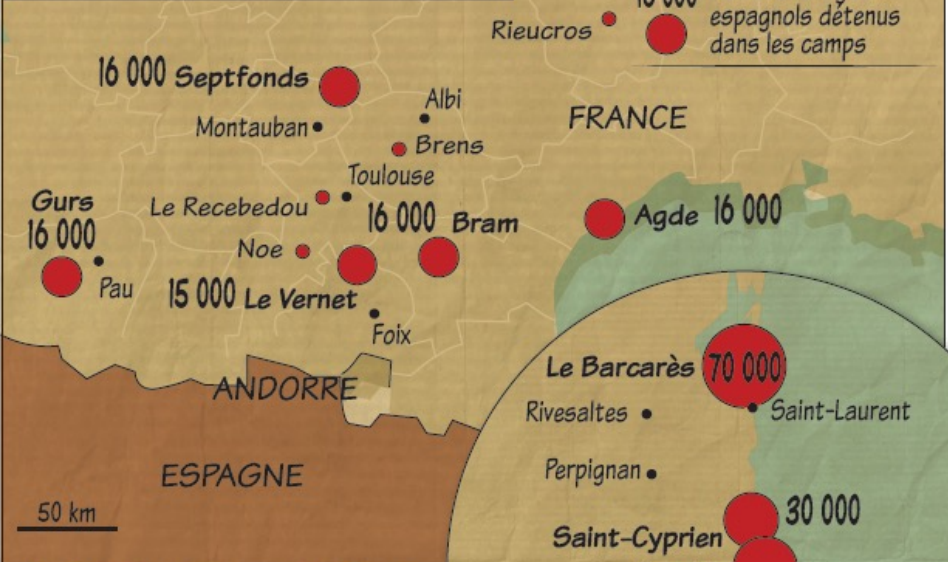 espagnols détenus
dans les camps
Rieucros
16 000 Septfonds
Albi
FRANCE
Montauban
Brens
Toulouse
Gurs
16 000
Le Recebedou
16 000 Bram
Agde 16 000
Noe
Pau
15 000 Le Vernet
Foix
Le Barcarès 70 000
ANDORRE
Rivesaltes
Saint-Laurent
ESPAGNE
Perpignan
50 km
30 000
Saint-Cyprien